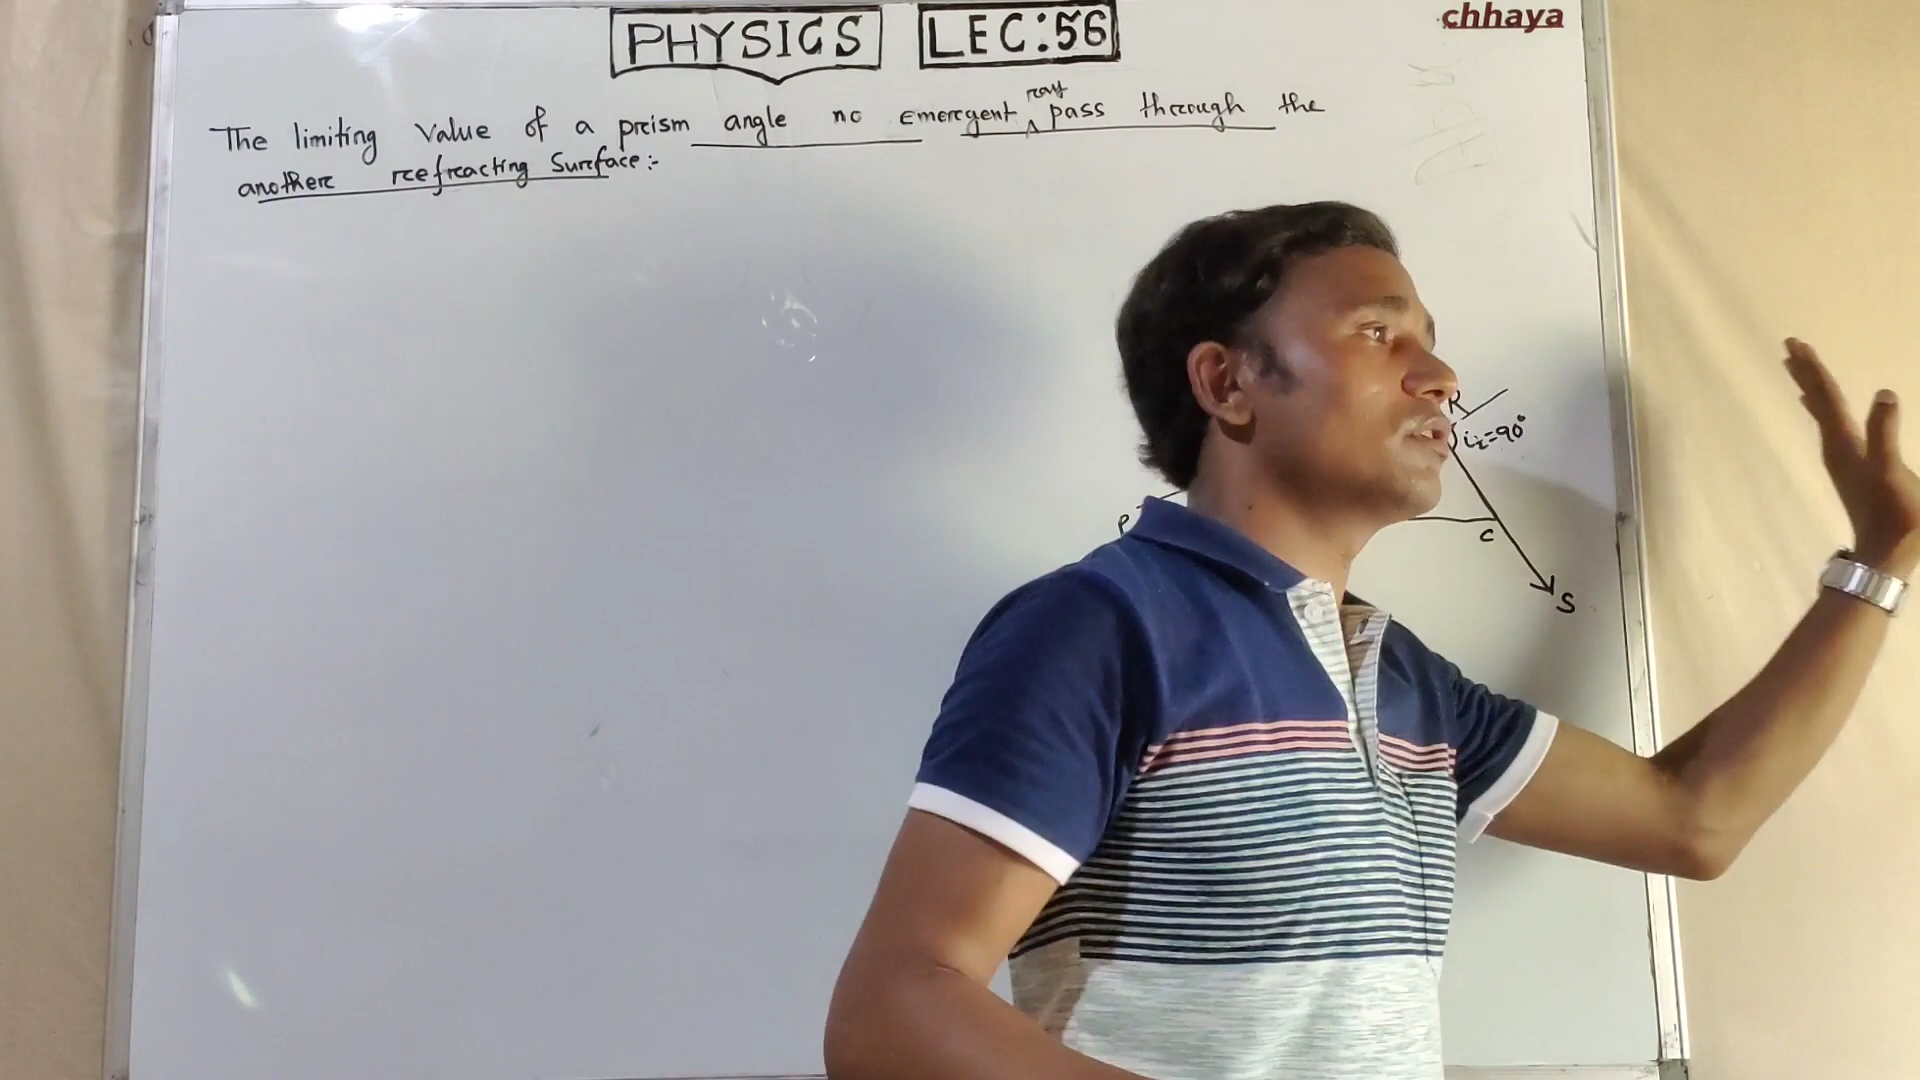 PHYSICS LEC:56
chhaya
The limiting value of a prism angle no emergent ray pass through the
another refracting surface:-
R
i₂=90°
P
C
S